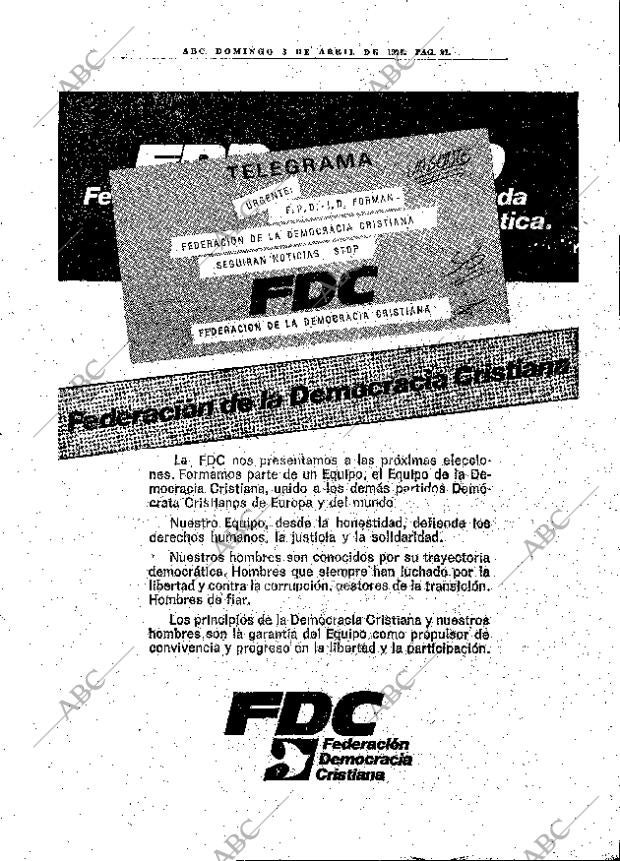 ABC. DOMINGO 3 DE ABRIL DE PAG.
FPD
Fe
da
tica.
TELEGRAMA
URGENTE:
F.P.D.-I.D. FORMAN
FEDERACION DE LA DEMOCRACIA CRISTIANA
SEGUIRAN NOTICIAS STOP
FDC
FEDERACION DE LA DEMOCRACIA CRISTIANA
Federación de la Democracia Cristiana
La FDC nos presentamos a las próximas eleccio-
nes. Formamos parte de un Equipo, el Equipo de la De-
mocracia Cristiana, unido a los demás partidos Demó-
crata Cristianos de Europa y del mundo
Nuestro Equipo, desde la honestidad, defiende los
derechos humanos, la justicia y la solidaridad.
Nuestros hombres son conocidos por su trayectoria
democrática. Hombres que siempre han luchado por la
libertad y contra la corrupción, gestores de la transición.
Hombres de fiar.
Los principios de la Democracia Cristiana y nuestros
hombres son la garantía del Equipo como propulsor de
convivencia y progreso en la libertad y la participación.
FDC
Federación
Democracia
Cristiana